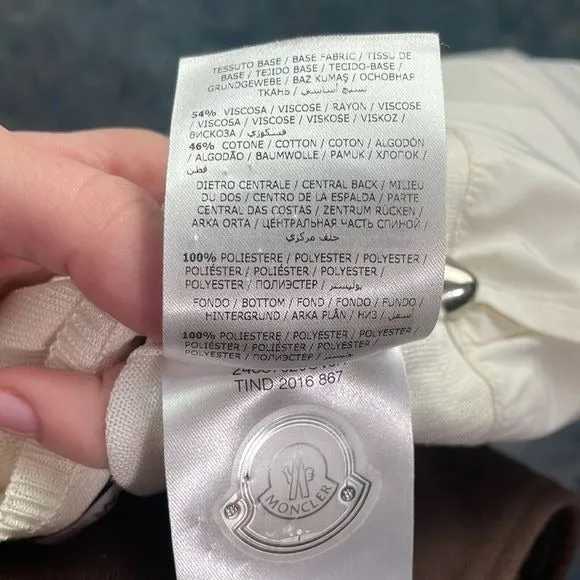 TESSUTO BASE / BASE FABRIC / TISSU DE
BASE / TEJIDO BASE / TECIDO-BASE /
GRUNDGEWEBE / BAZ KUMAŞ / ОСНОВНАЯ
ТКАНЬ / نسيج أساسي /
54% VISCOSA / VISCOSE / RAYON / VISCOSE
/ VISCOSA / VISCOSE / VISKOSE / VISKOZ /
ВИСКОЗА / فيسكوزي /
46% COTONE / COTTON / COTON / ALGODÓN
/ ALGODÃO / BAUMWOLLE / PAMUK / ХЛОПОК /
قطن
DIETRO CENTRALE / CENTRAL BACK / MILIEU
DU DOS / CENTRO DE LA ESPALDA / PARTE
CENTRAL DAS COSTAS / ZENTRUM RÜCKEN /
ARKA ORTA / ЦЕНТРАЛЬНАЯ ЧАСТЬ СПИНОЙ /
خلف مركزي
100% POLIESTERE / POLYESTER / POLYESTER /
POLIÉSTER / POLIÉSTER / POLYESTER /
POLYESTER / ПОЛИЭСТЕР / بوليستر /
FONDO / BOTTOM / FOND / FONDO / FUNDO /
HINTERGRUND / ARKA PLÂN / НИЗ / أسفل /
100% POLIESTERE / POLYESTER / POLYESTER /
POLIÉSTER / POLIÉSTER / POLYESTER /
POLYESTER / ПОЛИЭСТЕР /
TIND 2016 867
MONCLER